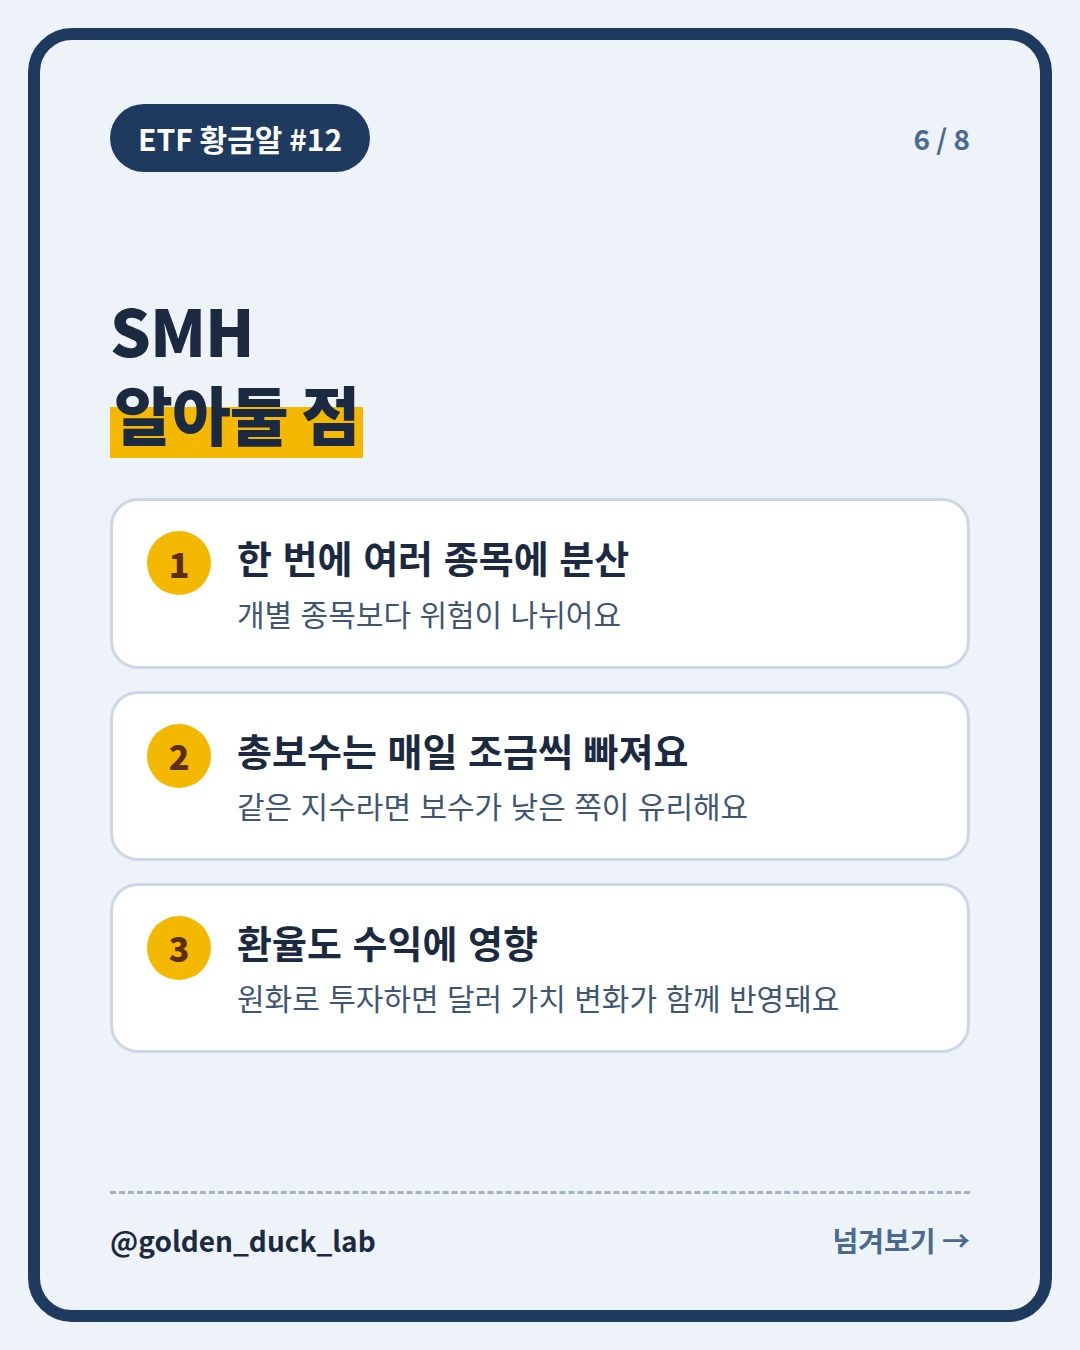 ETF 황금알 #12
6 / 8
SMH
알아둘 점
1
한 번에 여러 종목에 분산
개별 종목보다 위험이 나뉘어요
2
총보수는 매일 조금씩 빠져요
같은 지수라면 보수가 낮은 쪽이 유리해요
3
환율도 수익에 영향
원화로 투자하면 달러 가치 변화가 함께 반영돼요
@golden_duck_lab
넘겨보기 →